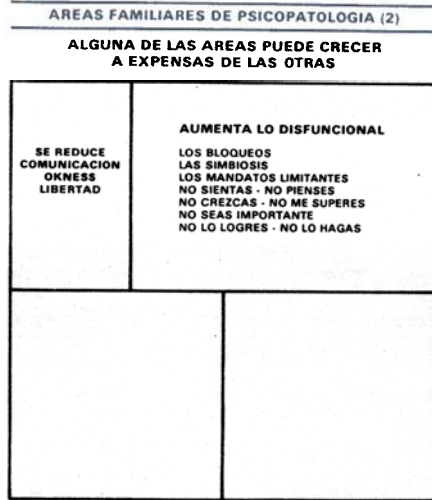 AREAS FAMILIARES DE PSICOPATOLOGIA (2)
ALGUNA DE LAS AREAS PUEDE CRECER
A EXPENSAS DE LAS OTRAS
SE REDUCE
COMUNICACION
OKNESS
LIBERTAD
AUMENTA LO DISFUNCIONAL
LOS BLOQUEOS
LAS SIMBIOSIS
LOS MANDATOS LIMITANTES
NO SIENTAS - NO PIENSES
NO CREZCAS - NO ME SUPERES
NO SEAS IMPORTANTE
NO LO LOGRES - NO LO HAGAS